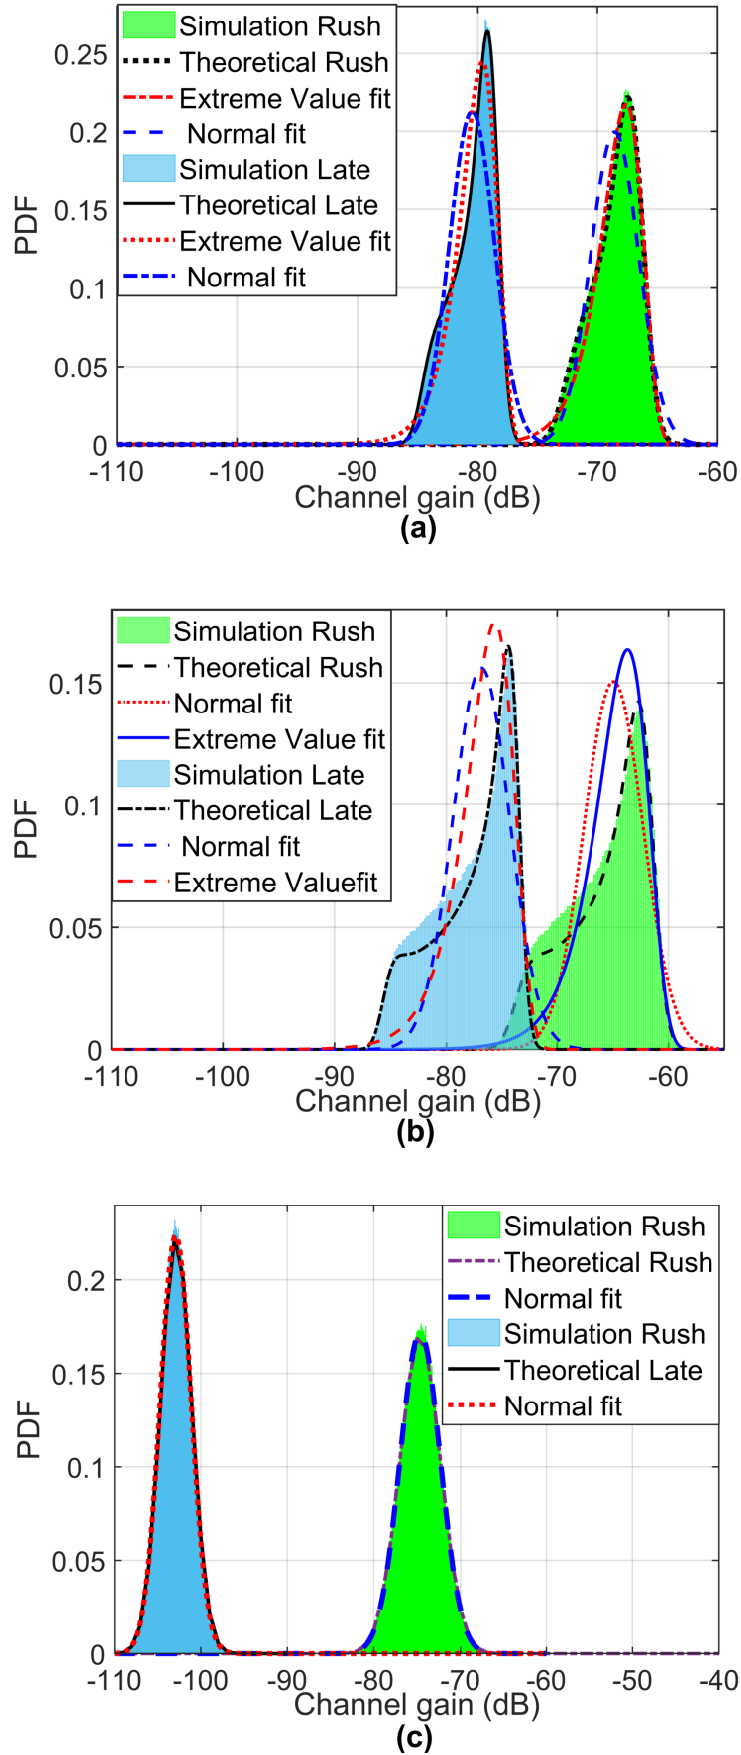 Simulation Rush
Theoretical Rush
Extreme Value fit
Normal fit
Simulation Late
Theoretical Late
Extreme Value fit
Normal fit
0.25
0.2
0.15
0.1
0.05
0
PDF
-110 -100 -90 -80 -70 -60
Channel gain (dB)
(a)
Simulation Rush
Theoretical Rush
Normal fit
Extreme Value fit
Simulation Late
Theoretical Late
Normal fit
Extreme Valuefit
0.15
0.1
0.05
0
PDF
-110 -100 -90 -80 -70 -60
Channel gain (dB)
(b)
Simulation Rush
Theoretical Rush
Normal fit
Simulation Rush
Theoretical Late
Normal fit
0.2
0.15
0.1
0.05
0
PDF
-110 -100 -90 -80 -70 -60 -50 -40
Channel gain (dB)
(c)